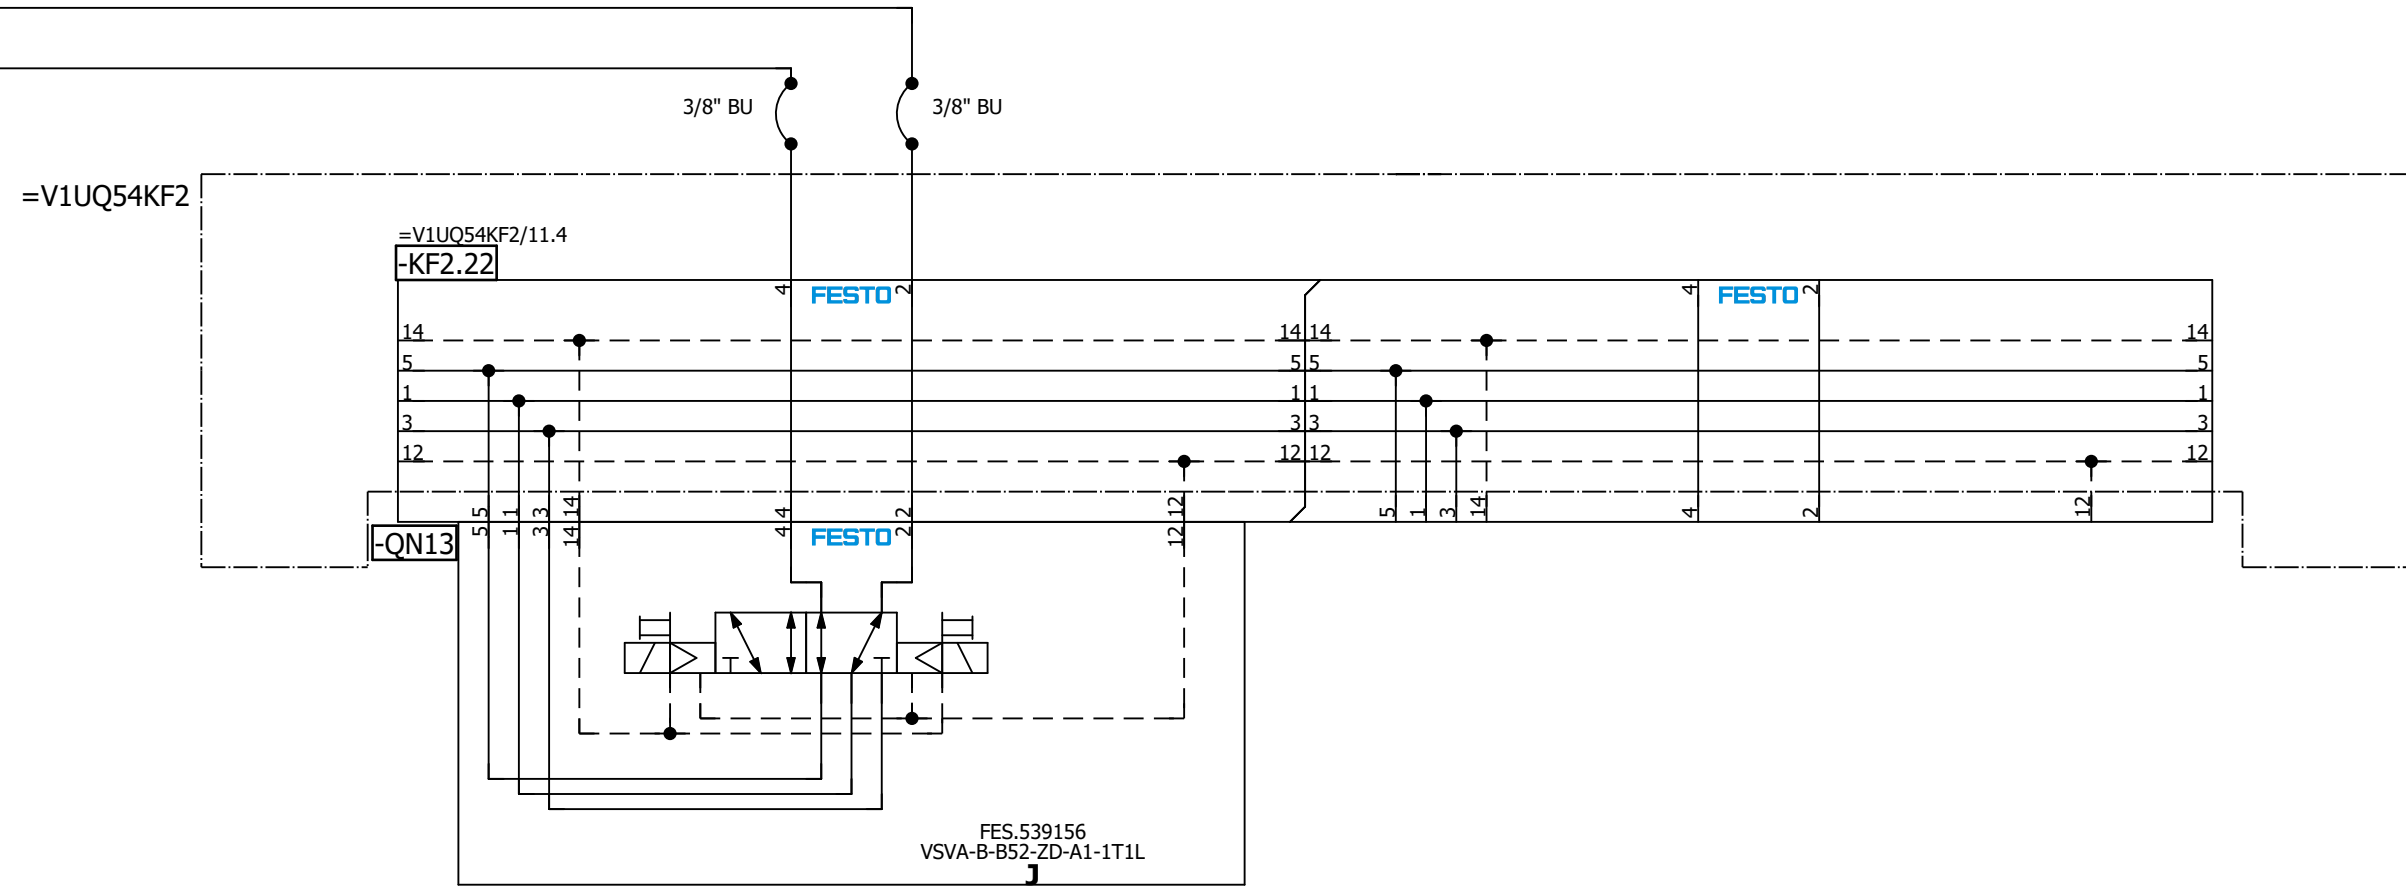 3/8" BU
3/8" BU
=V1UQ54KF2
=V1UQ54KF2/11.4
-KF2.22
4 FESTO 2
4 FESTO 2
14 14 14 14
5 5 5 5
1 1 1 1
3 3 3 3
12 12 12 12
5 1 3 14 4 2 12
5 1 3 14 4 2 12
-QN13
5 1 3 14 4 FESTO 2 12
FES.539156
VSVA-B-B52-ZD-A1-1T1L
J